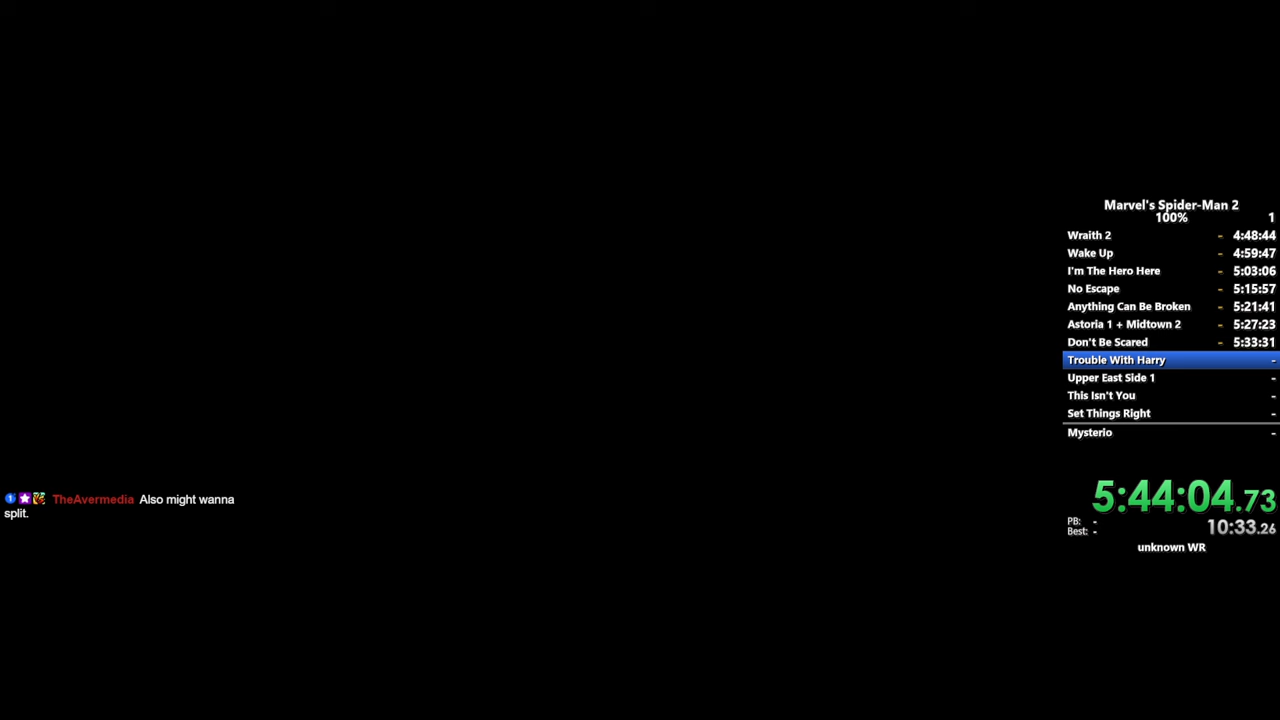 Marvel's Spider-Man 2
100% 1
Wraith 2 - 4:48:44
Wake Up - 4:59:47
I'm The Hero Here - 5:03:06
No Escape - 5:15:57
Anything Can Be Broken - 5:21:41
Astoria 1 + Midtown 2 - 5:27:23
Don't Be Scared - 5:33:31
Trouble With Harry -
Upper East Side 1 -
This Isn't You -
Set Things Right -
Mysterio -
TheAvermedia Also might wanna
split.
5:44:04.73
PB: - 10:33.26
Best: -
unknown WR